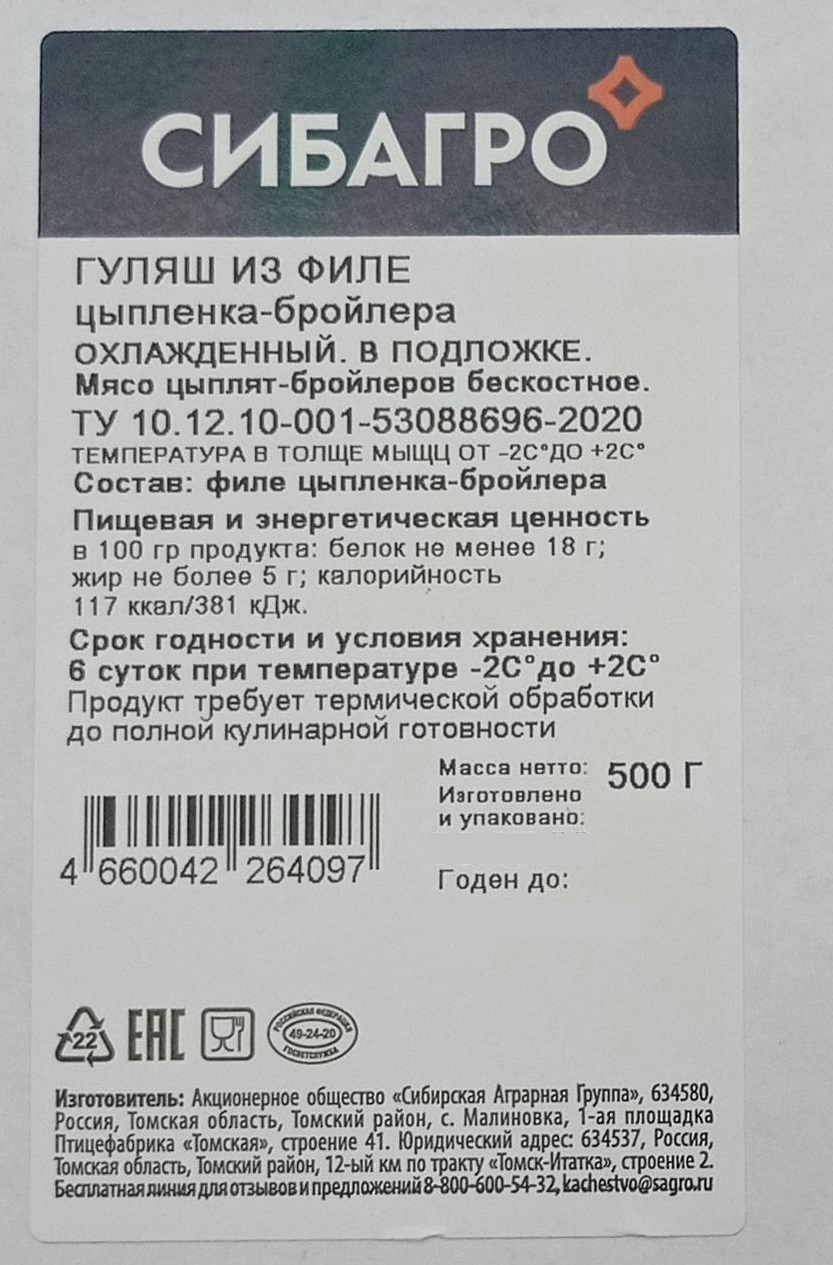 СИБАГРО
ГУЛЯШ ИЗ ФИЛЕ
цыпленка-бройлера
ОХЛАЖДЕННЫЙ. В ПОДЛОЖКЕ.
Мясо цыплят-бройлеров бескостное.
ТУ 10.12.10-001-53088696-2020
ТЕМПЕРАТУРА В ТОЛЩЕ МЫЩЦ ОТ -2С°ДО +2С°
Состав: филе цыпленка-бройлера
Пищевая и энергетическая ценность
в 100 гр продукта: белок не менее 18 г;
жир не более 5 г; калорийность
117 ккал/381 кДж.
Срок годности и условия хранения:
6 суток при температуре -2С°до +2С°
Продукт требует термической обработки
до полной кулинарной готовности
Масса нетто: 500 Г
Изготовлено
и упаковано:
4 660042 264097
Годен до:
22 ЕАС
РОССИЙСКАЯ ФЕДЕРАЦИЯ
49-24-20
ГОСВЕТСЛУЖБА
Изготовитель: Акционерное общество «Сибирская Аграрная Группа», 634580,
Россия, Томская область, Томский район, с. Малиновка, 1-ая площадка
Птицефабрика «Томская», строение 41. Юридический адрес: 634537, Россия,
Томская область, Томский район, 12-ый км по тракту «Томск-Итатка», строение 2.
Бесплатная линия для отзывов и предложений 8-800-600-54-32, kachestvo@sagro.ru